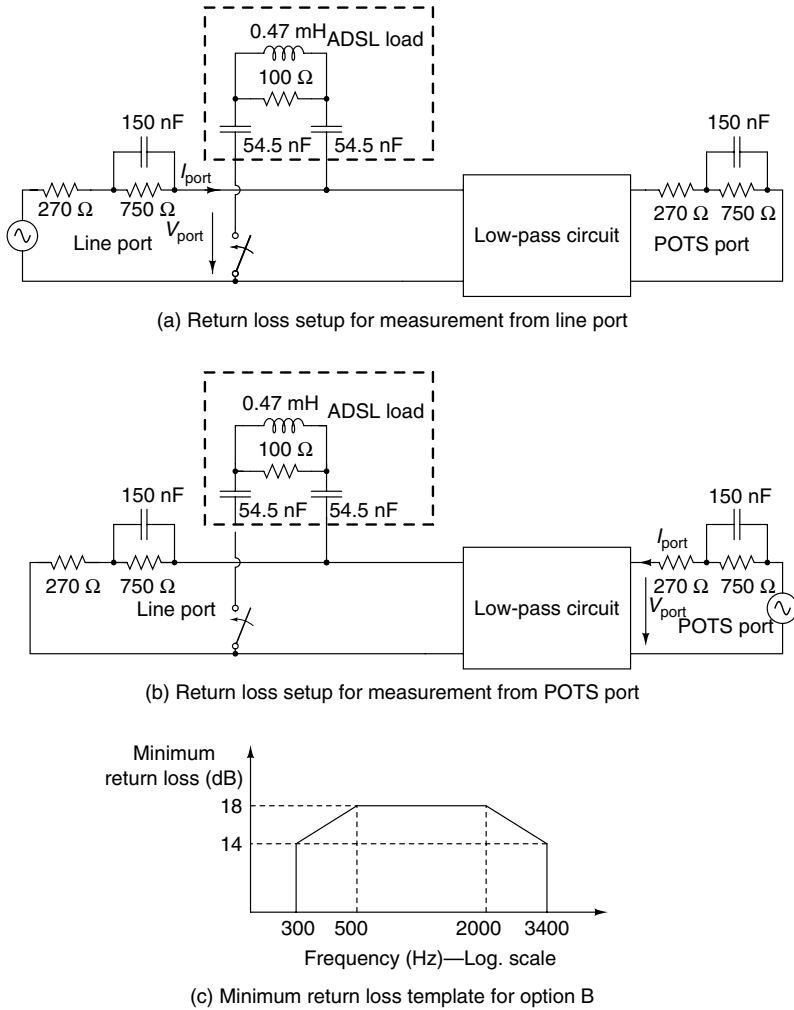 0.47 mH
ADSL load
100 Ω
150 nF
54.5 nF
54.5 nF
150 nF
Iport
270 Ω
750 Ω
Line port
Vport
Low-pass circuit
270 Ω
750 Ω
POTS port
(a) Return loss setup for measurement from line port
0.47 mH
ADSL load
100 Ω
150 nF
54.5 nF
54.5 nF
150 nF
Iport
270 Ω
750 Ω
Line port
Low-pass circuit
270 Ω
750 Ω
Vport
POTS port
(b) Return loss setup for measurement from POTS port
Minimum
return loss (dB)
18
14
300
500
2000
3400
Frequency (Hz)—Log. scale
(c) Minimum return loss template for option B